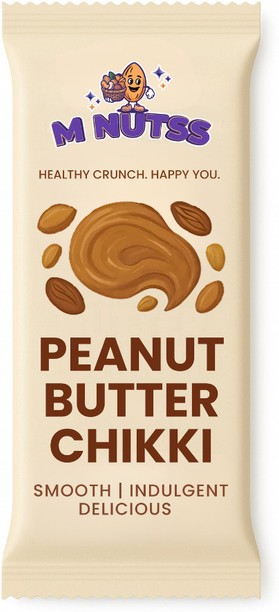 M NUTSS
HEALTHY CRUNCH. HAPPY YOU.
PEANUT
BUTTER
CHIKKI
SMOOTH | INDULGENT
DELICIOUS